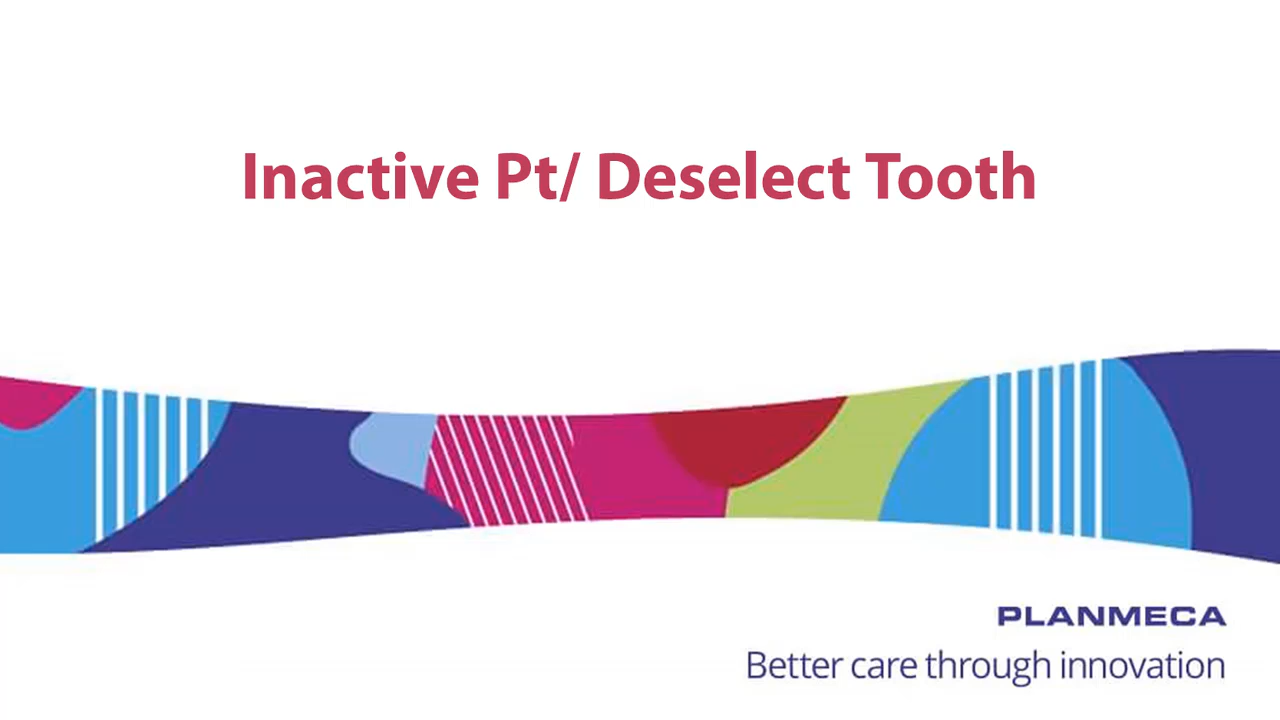 Inactive Pt/ Deselect Tooth
PLANMECA
Better care through innovation